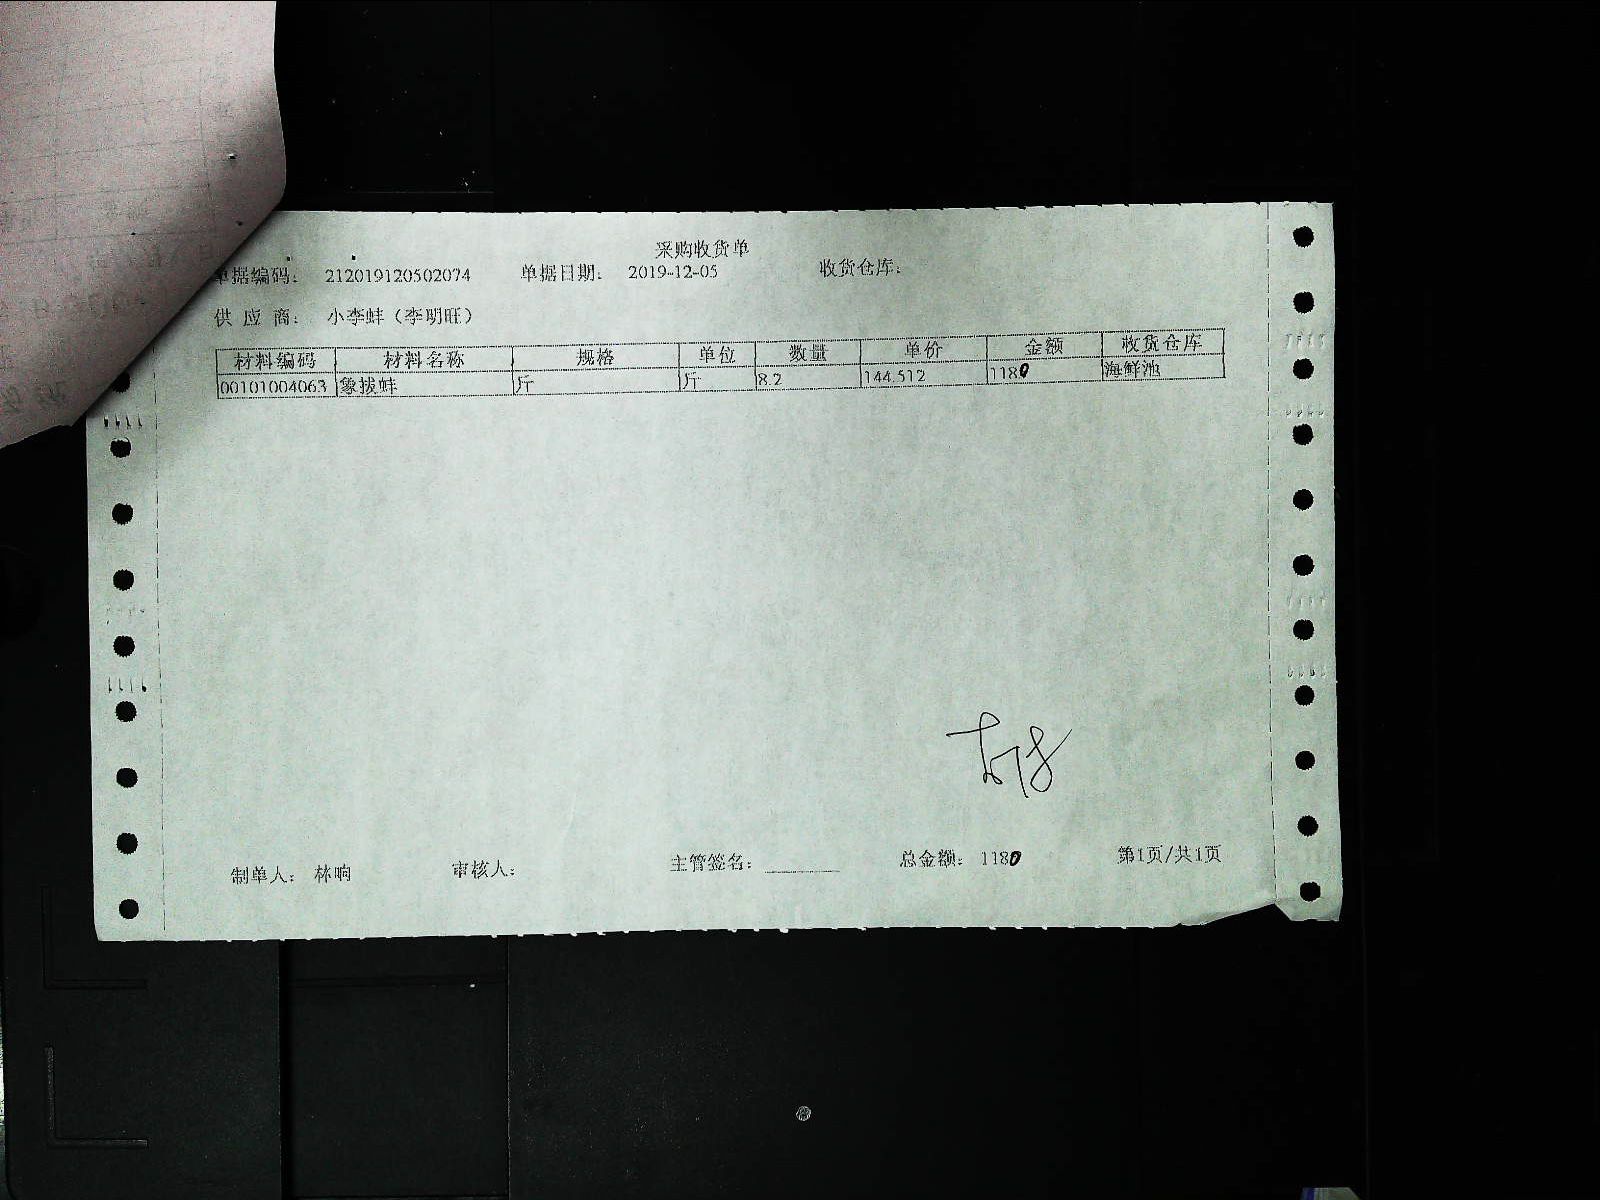 采购收货单
单据编码: 212019120502074 单据日期: 2019-12-05 收货仓库:
供应商: 小李蚌(李明旺)
材料编码 材料名称 规格 单位 数量 单价 金额 收货仓库
00101004063 象拔蚌 斤 斤 8.2 144.512 1180 海鲜池
制单人: 林响 审核人: 主管签名: 总金额: 1180 第1页/共1页